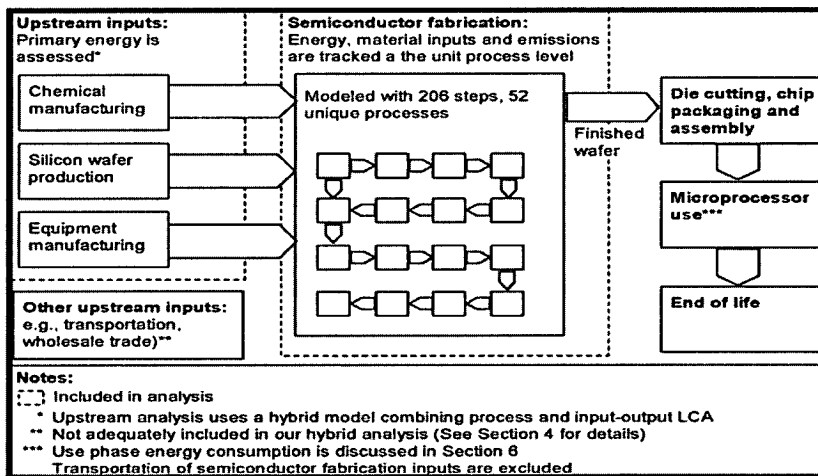 Upstream inputs:
Primary energy is
assessed*
Chemical
manufacturing
Silicon wafer
production
Equipment
manufacturing
Other upstream inputs:
e.g., transportation,
wholesale trade)**
Semiconductor fabrication:
Energy, material inputs and emissions
are tracked a the unit process level
Modeled with 206 steps, 52
unique processes
Finished
wafer
Die cutting, chip
packaging and
assembly
Microprocessor
use***
End of life
Notes:
Included in analysis
* Upstream analysis uses a hybrid model combining process and input-output LCA
** Not adequately included in our hybrid analysis (See Section 4 for details)
*** Use phase energy consumption is discussed in Section 6
Transportation of semiconductor fabrication inputs are excluded